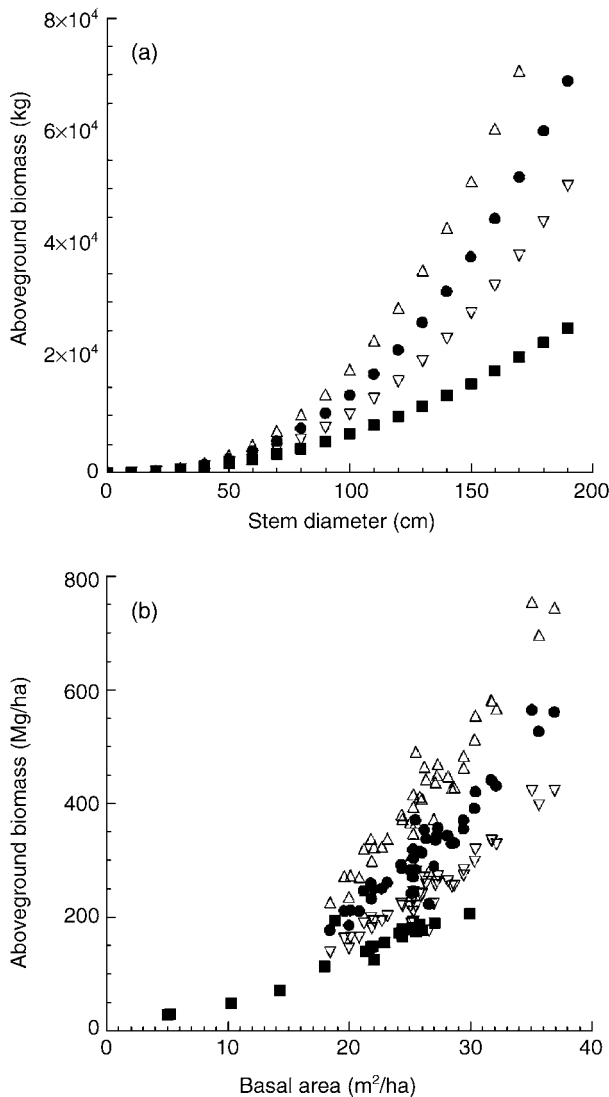 (a)
Aboveground biomass (kg)
8×10⁴
6×10⁴
4×10⁴
2×10⁴
0
0 50 100 150 200
Stem diameter (cm)
(b)
Aboveground biomass (Mg/ha)
800
600
400
200
0
0 10 20 30 40
Basal area (m²/ha)